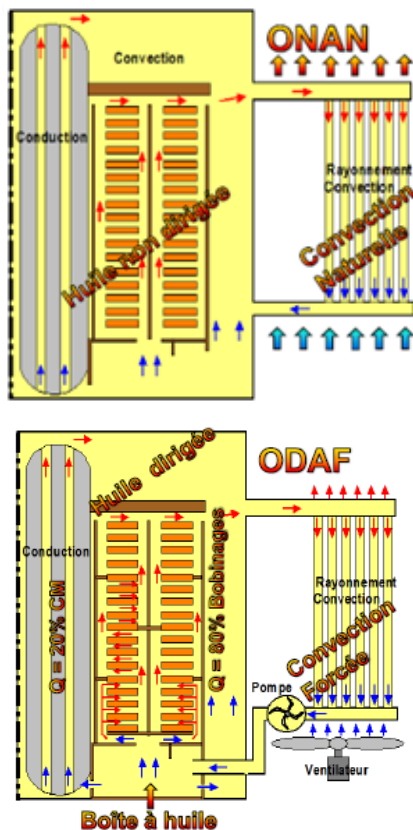 ONAN
Convection
Conduction
Rayonnement
Convection
Huile non dirigée
Convection
Naturelle
ODAF
Huile dirigée
Conduction
Q = 20% CM
Q = 80% Bobinages
Rayonnement
Convection
Convection
Forcée
Pompe
Ventilateur
Boîte à huile